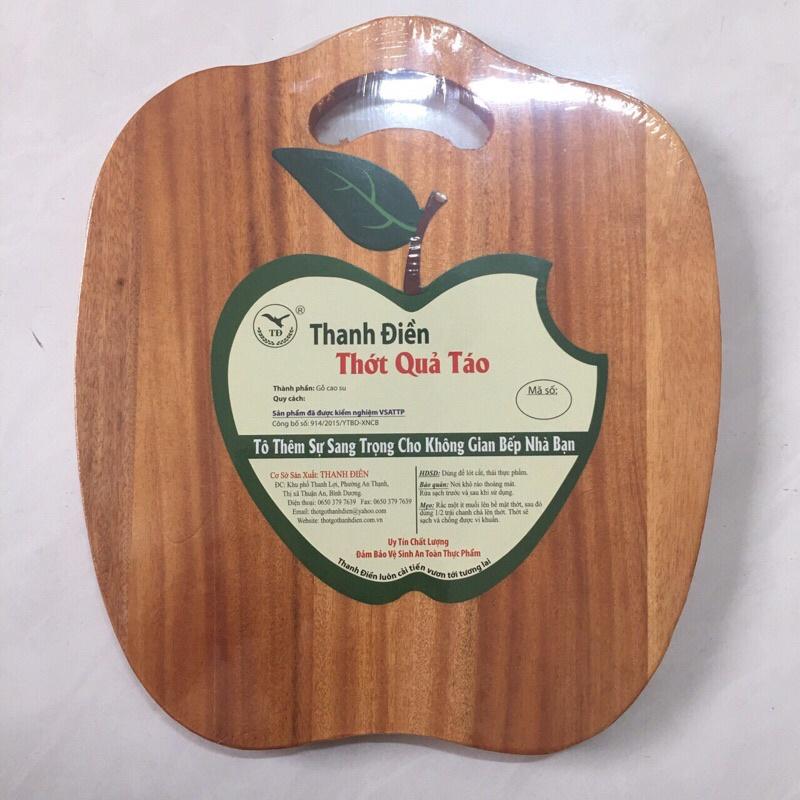 TĐ ®
Thanh Điền
Thớt Quả Táo
Thành phần: Gỗ cao su
Quy cách:
Mã số:
Sản phẩm đã được kiểm nghiệm VSATTP
Công bố số: 914/2015/YTBD-XNCB
Tô Thêm Sự Sang Trọng Cho Không Gian Bếp Nhà Bạn
Cơ Sở Sản Xuất: THANH ĐIỀN
ĐC: Khu phố Thạnh Lợi, Phường An Thạnh,
Thị xã Thuận An, Bình Dương.
Điện thoại: 0650 379 7639 Fax: 0650 379 7639
Email: thotgothanhdien@yahoo.com
Website: thotgothanhdien.com.vn
HDSD: Dùng để lót cắt, thái thực phẩm.
Bảo quản: Nơi khô ráo thoáng mát.
Rửa sạch trước và sau khi sử dụng.
Mẹo: Rắc một ít muối lên bề mặt thớt, sau đó
dùng 1/2 trái chanh chà lên thớt. Thớt sẽ
sạch và chống được vi khuẩn.
Uy Tín Chất Lượng
Đảm Bảo Vệ Sinh An Toàn Thực Phẩm
Thanh Điền luôn cải tiến vươn tới tương lai